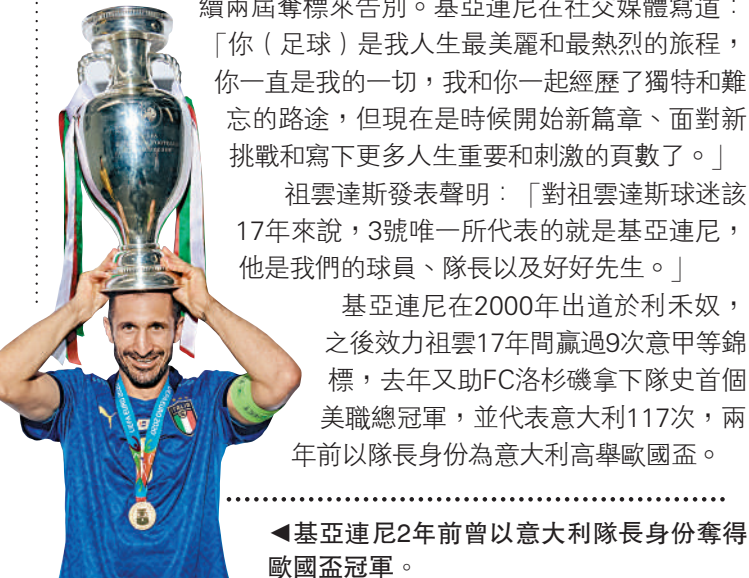 續兩屆奪標來告別。基亞連尼在社交媒體寫道：
「你（足球）是我人生最美麗和最熱烈的旅程，
你一直是我的一切，我和你一起經歷了獨特和難
忘的路途，但現在是時候開始新篇章、面對新
挑戰和寫下更多人生重要和刺激的頁數了。」
祖雲達斯發表聲明：「對祖雲達斯球迷該
17年來說，3號唯一所代表的就是基亞連尼，
他是我們的球員、隊長以及好好先生。」
基亞連尼在2000年出道於利禾奴，
之後效力祖雲17年間贏過9次意甲等錦
標，去年又助FC洛杉磯拿下隊史首個
美職總冠軍，並代表意大利117次，兩
年前以隊長身份為意大利高舉歐國盃。
◀基亞連尼2年前曾以意大利隊長身份奪得
歐國盃冠軍。
ITALIA
UEFA EURO 2020